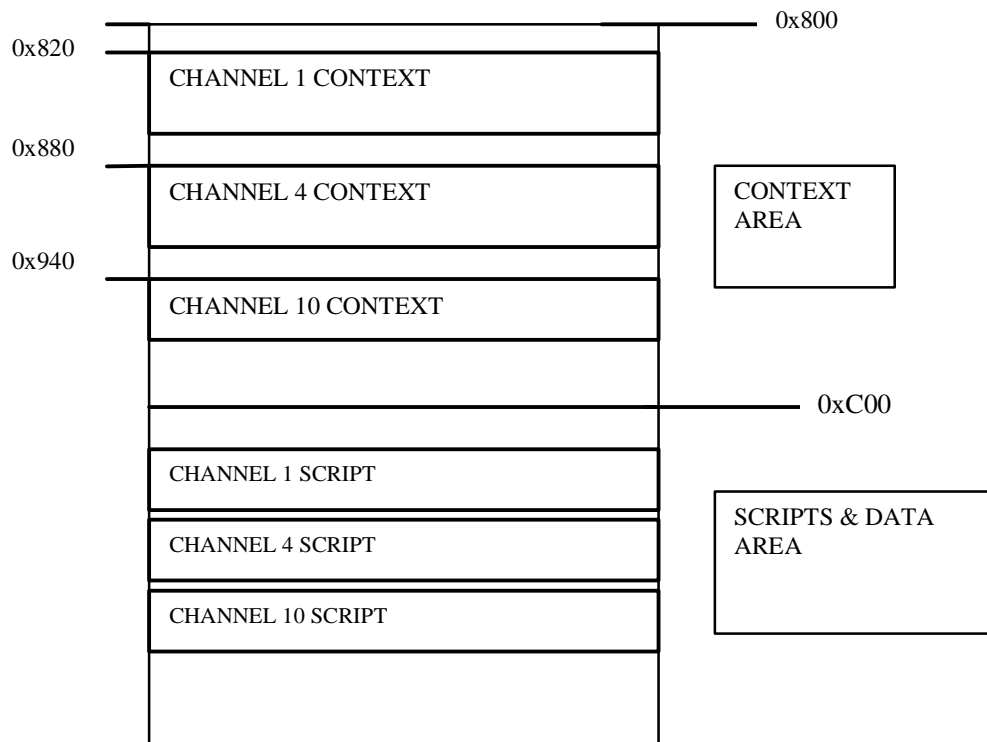 0x800
0x820
CHANNEL 1 CONTEXT
0x880
CHANNEL 4 CONTEXT
CONTEXT
AREA
0x940
CHANNEL 10 CONTEXT
0xC00
CHANNEL 1 SCRIPT
SCRIPTS & DATA
AREA
CHANNEL 4 SCRIPT
CHANNEL 10 SCRIPT